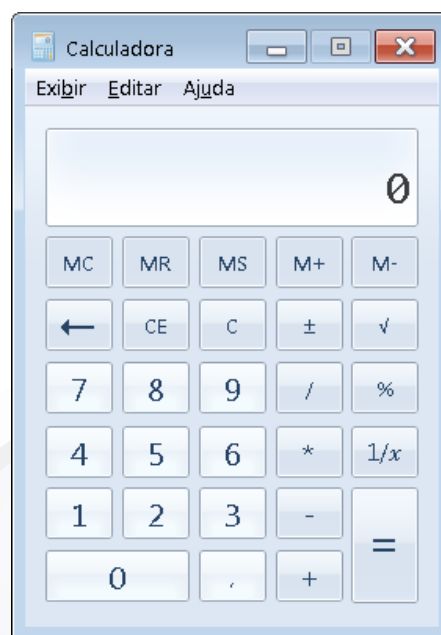 Calculadora
Exibir Editar Ajuda
0
MC MR MS M+ M-
← CE C ± √
7 8 9 / %
4 5 6 * 1/x
1 2 3 - =
0 , +